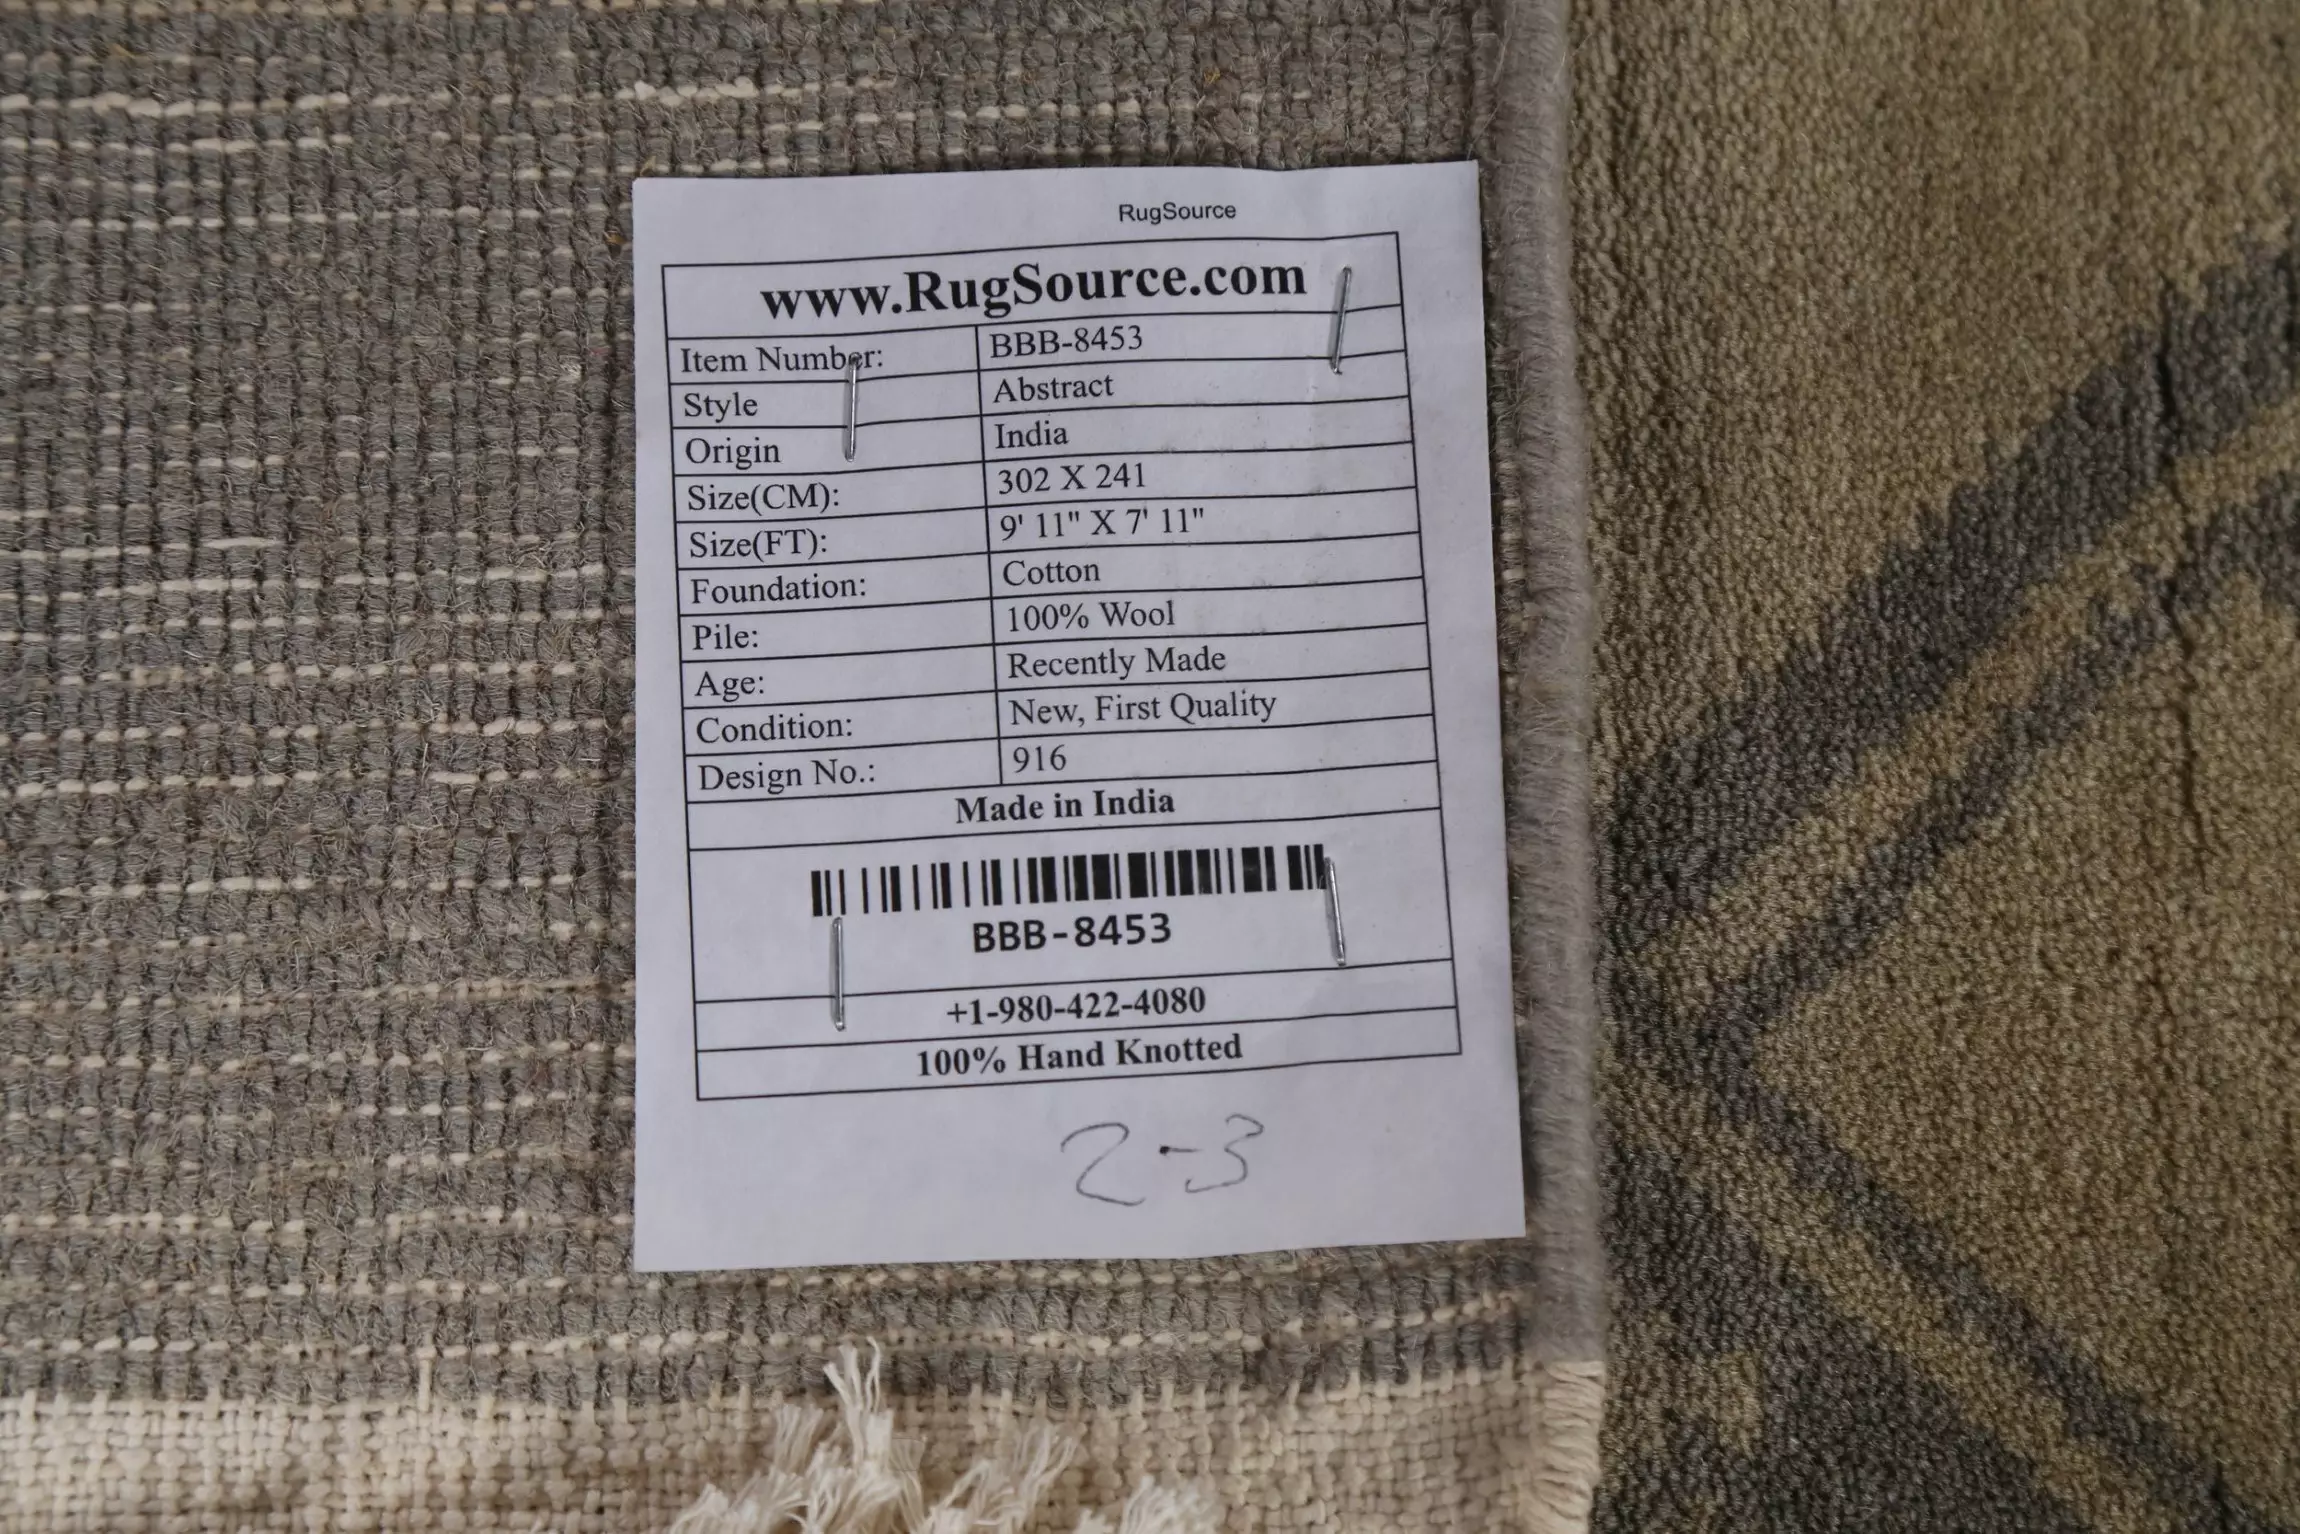 RugSource
www.RugSource.com
Item Number: BBB-8453
Style Abstract
Origin India
Size(CM): 302 X 241
Size(FT): 9' 11" X 7' 11"
Foundation: Cotton
Pile: 100% Wool
Age: Recently Made
Condition: New, First Quality
Design No.: 916
Made in India
BBB-8453
+1-980-422-4080
100% Hand Knotted
2-3